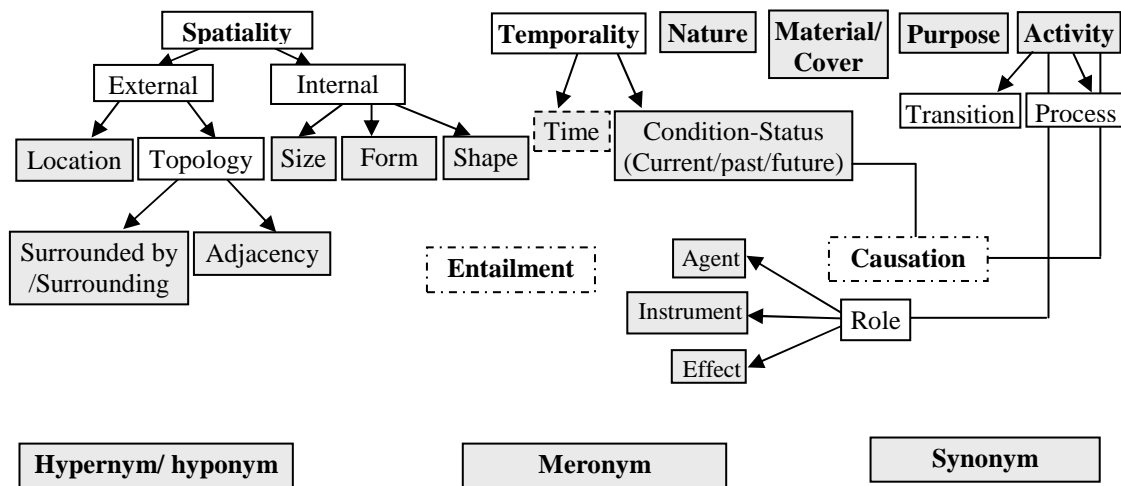 Spatiality
Temporality
Nature
Material/
Cover
Purpose
Activity
External
Internal
Transition
Process
Location
Topology
Size
Form
Shape
Time
Condition-Status
(Current/past/future)
Surrounded by
/Surrounding
Adjacency
Entailment
Agent
Causation
Instrument
Role
Effect
Hypernym/ hyponym
Meronym
Synonym